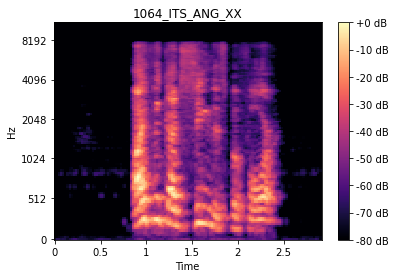 1064_ITS_ANG_XX
+0 dB
8192
-10 dB
4096
-20 dB
-30 dB
2048
-40 dB
Hz
1024
-50 dB
-60 dB
512
-70 dB
0
-80 dB
0 0.5 1 1.5 2 2.5
Time